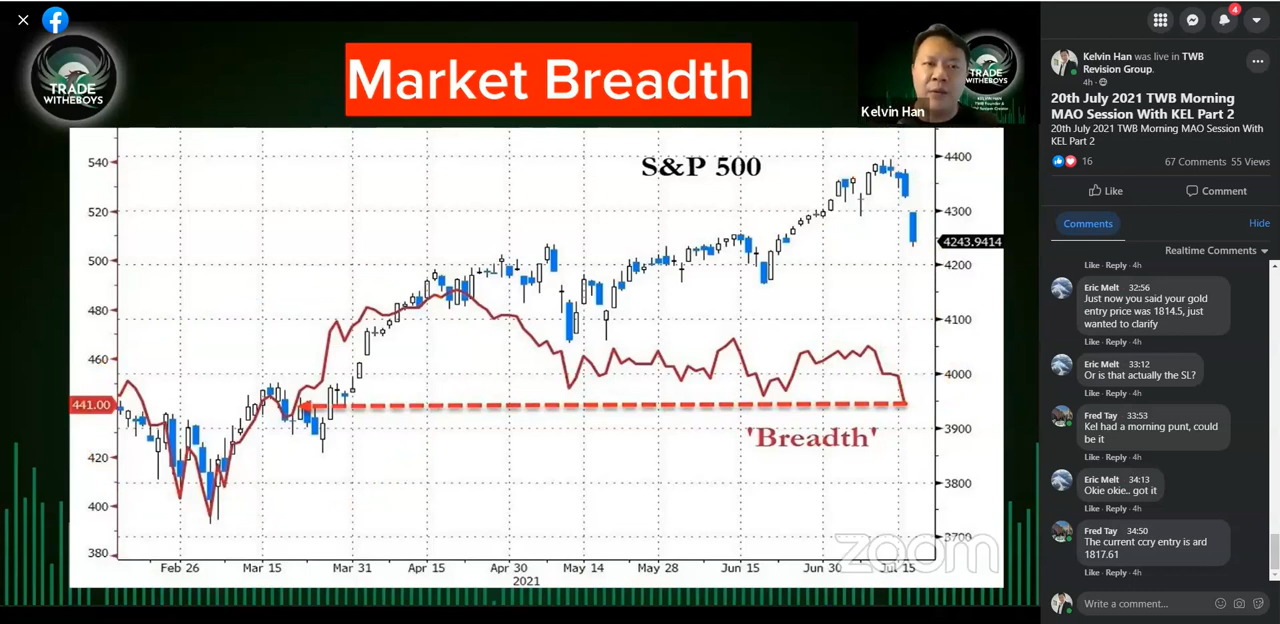 TRADE
WITHEBOYS
Market Breadth
TRADE
WITHEBOYS
KELVIN HAN
Kelvin Han
S&P 500
540
520
500
480
460
441.00
420
400
380
4400
4300
4243.9414
4200
4100
4000
3900
3800
3700
'Breadth'
zoom
Feb 26
Mar 15
Mar 31
Apr 15
Apr 30
May 14
May 28
Jun 15
Jun 30
Jul 15
2021
4
Kelvin Han was live in TWB
Revision Group.
4h ·
20th July 2021 TWB Morning
MAO Session With KEL Part 2
20th July 2021 TWB Morning MAO Session With
KEL Part 2
16
67 Comments 55 Views
Like
Comment
Comments
Hide
Realtime Comments
Like · Reply · 4h
Eric Melt 32:56
Just now you said your gold
entry price was 1814.5, just
wanted to clarify
Like · Reply · 4h
Eric Melt 33:12
Or is that actually the SL?
Like · Reply · 4h
Fred Tay 33:53
Kel had a morning punt, could
be it
Like · Reply · 4h
Eric Melt 34:13
Okie okie.. got it
Like · Reply · 4h
Fred Tay 34:50
The current ccry entry is ard
1817.61
Like · Reply · 4h
Write a comment...